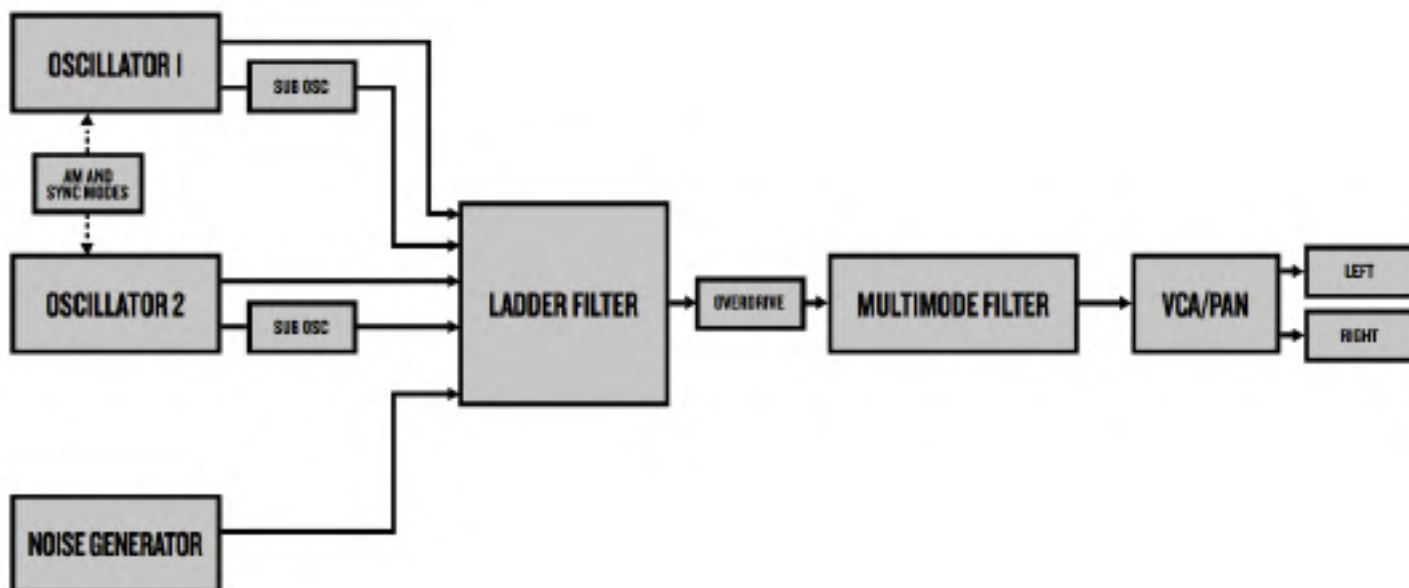 OSCILLATOR 1
SUB OSC
AM AND
SYNC MODES
OSCILLATOR 2
SUB OSC
NOISE GENERATOR
LADDER FILTER
OVERDRIVE
MULTIMODE FILTER
VCA/PAN
LEFT
RIGHT